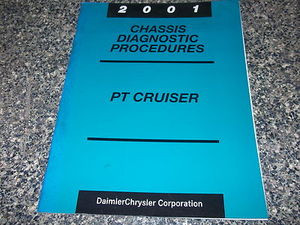 2001
CHASSIS
DIAGNOSTIC
PROCEDURES
PT CRUISER
DaimlerChrysler Corporation